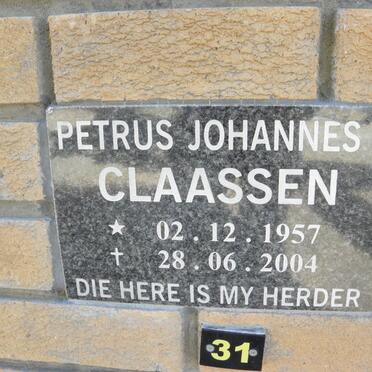 PETRUS JOHANNES
CLAASSEN
★ 02 . 12 . 1957
† 28 . 06 . 2004
DIE HERE IS MY HERDER
31